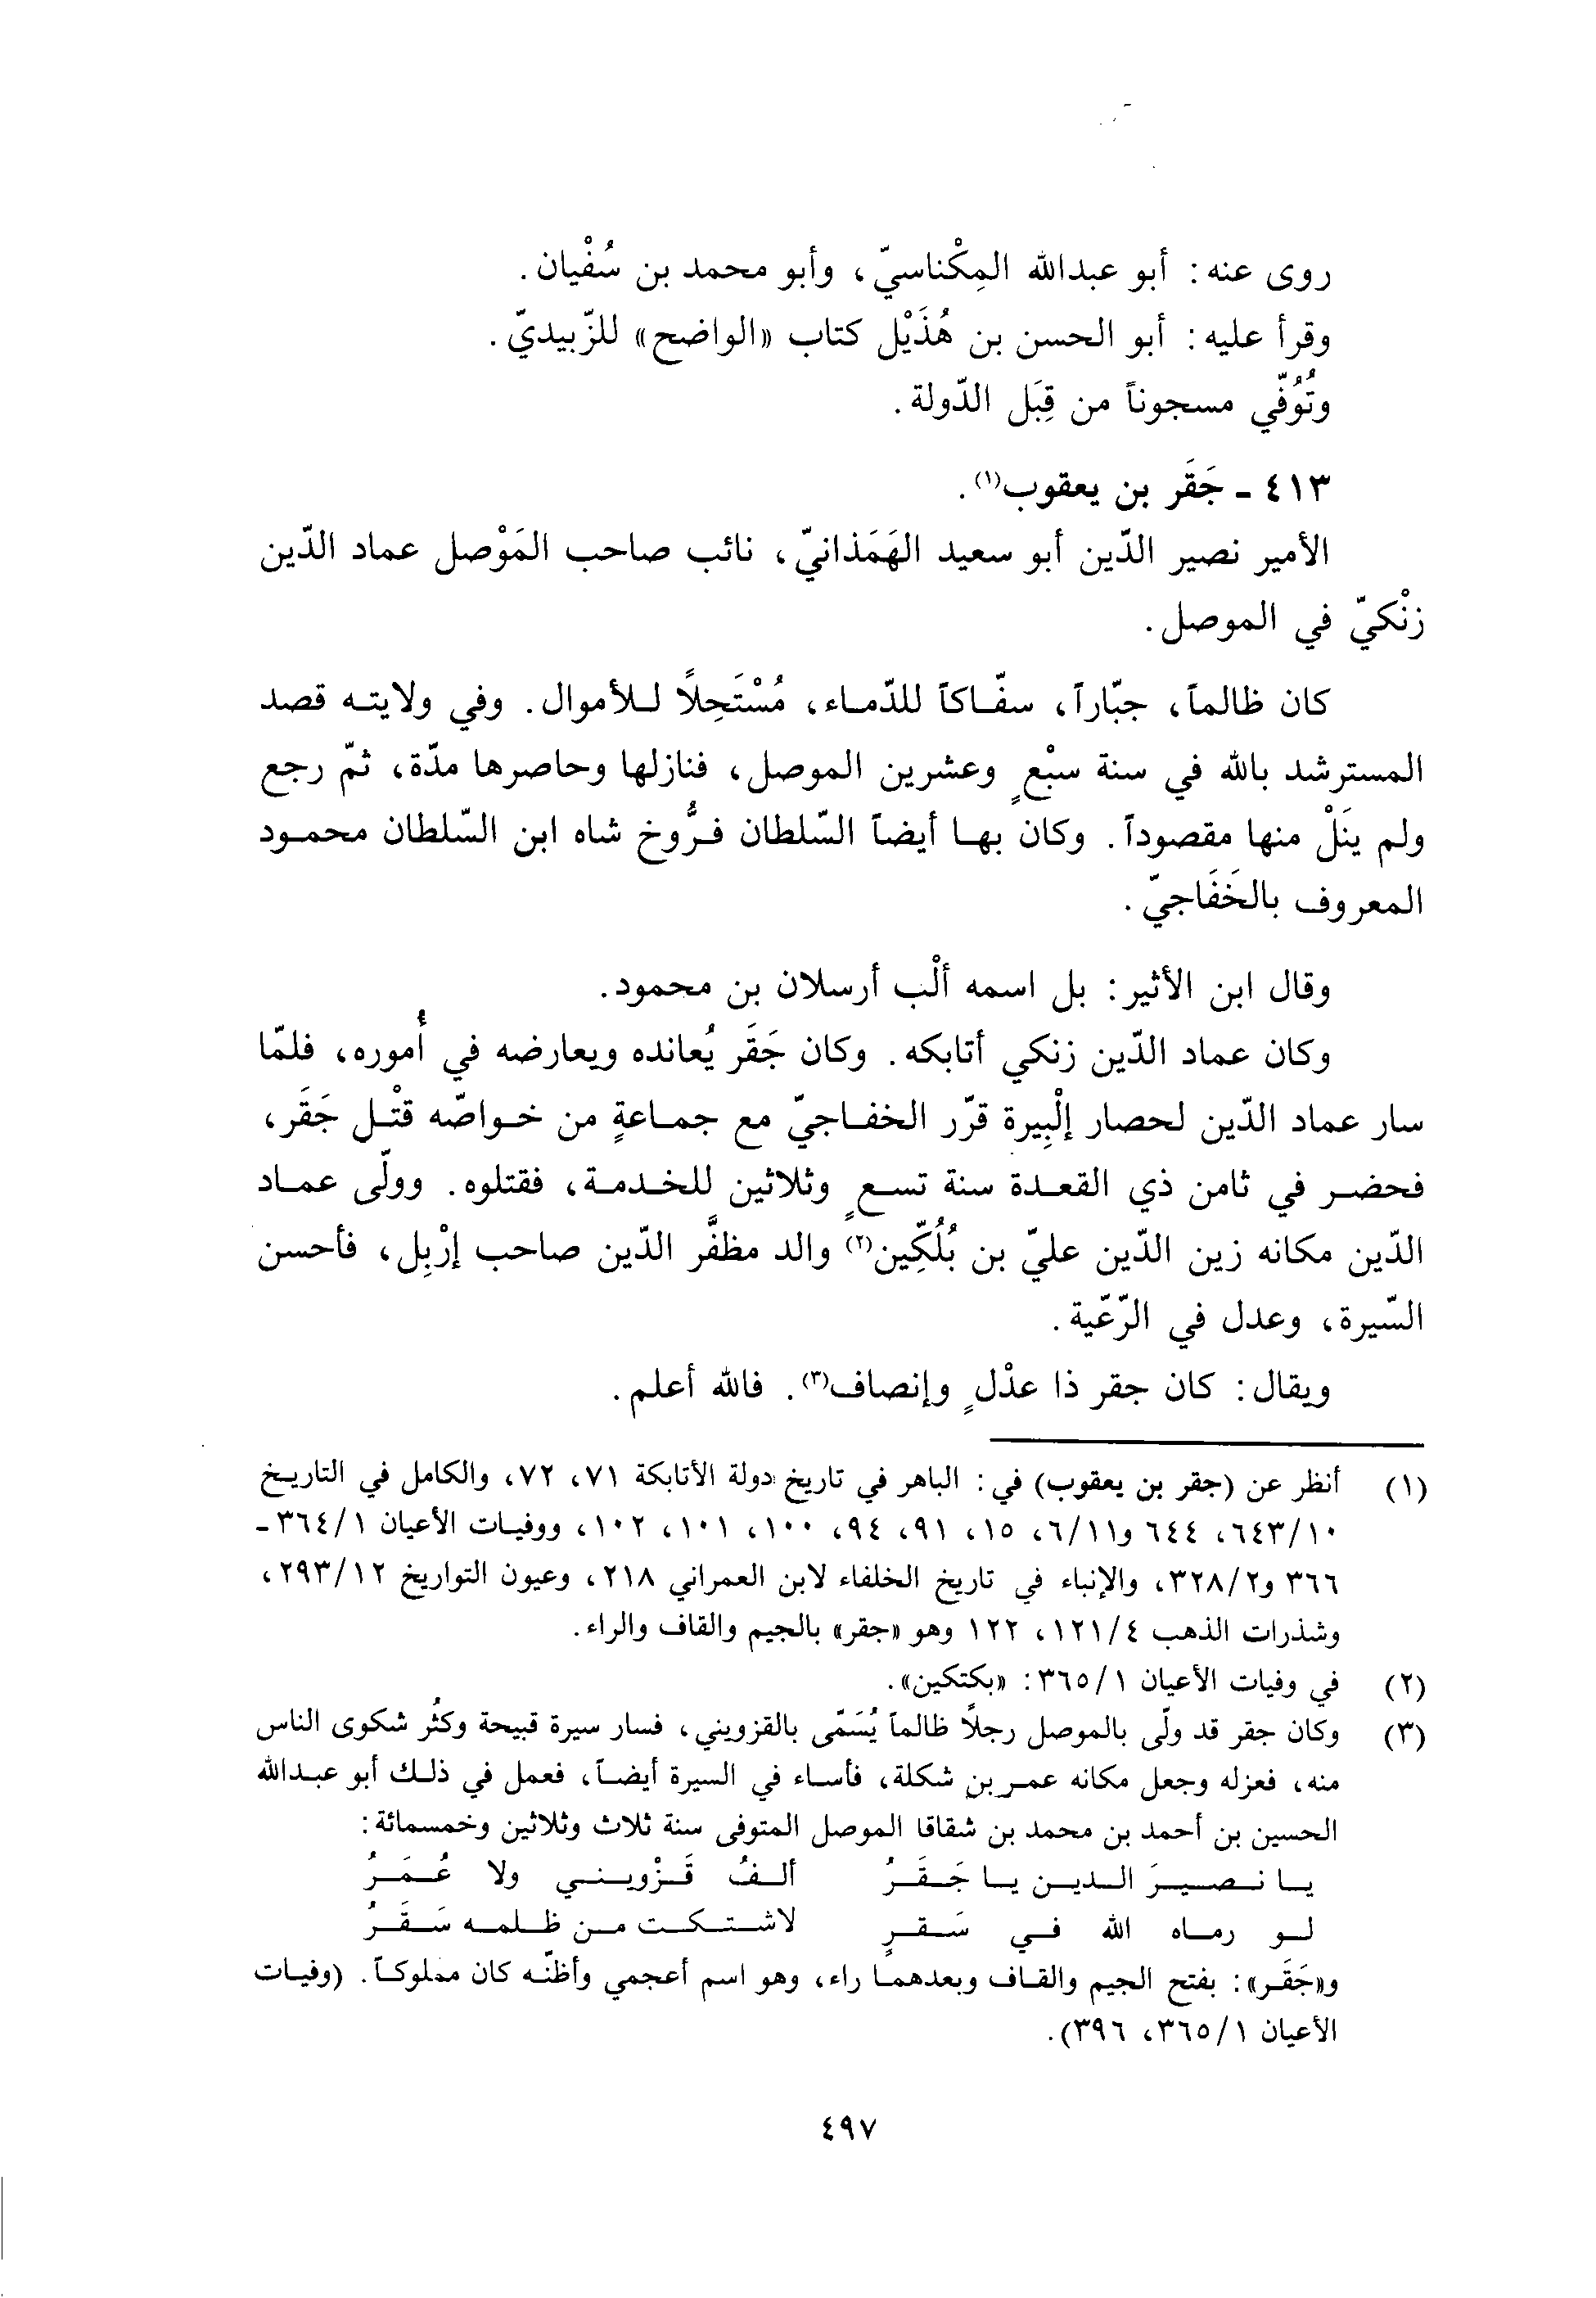 روى عنه: أبو عبدالله المِكْناسيّ، وأبو محمد بن سُفْيان.
وقرأ عليه: أبو الحسن بن هُذَيْل كتاب «الواضح» للزّبيديّ.
وتُوُفّي مسجوناً من قِبَل الدّولة.
٤١٣ - جَقَر بن يعقوب(١).
الأمير نصير الدّين أبو سعيد الهَمَذانيّ، نائب صاحب المَوْصل عماد الدّين
زنْكيّ في الموصل.
كان ظالماً، جبّاراً، سفّاكاً للدّماء، مُسْتَحِلاًّ للأموال. وفي ولايته قصد
المسترشد بالله في سنة سبْعٍ وعشرين الموصل، فنازلها وحاصرها مدّة، ثمّ رجع
ولم ينَلْ منها مقصوداً. وكان بها أيضاً السّلطان فرُّوخ شاه ابن السّلطان محمود
المعروف بالخَفَاجيّ.
وقال ابن الأثير: بل اسمه ألْب أرسلان بن محمود.
وكان عماد الدّين زنكي أتابكه. وكان جَقَر يُعانده ويعارضه في أُموره، فلمّا
سار عماد الدّين لحصار إلْبِيرة قرّر الخفاجيّ مع جماعةٍ من خواصّه قتْل جَقَر،
فحضر في ثامن ذي القعدة سنة تسعٍ وثلاثين للخدمة، فقتلوه. وولّى عماد
الدّين مكانه زين الدّين عليّ بن بُلُكِّين(٢) والد مظفَّر الدّين صاحب إرْبِل، فأحسن
السّيرة، وعدل في الرّعّية.
ويقال: كان جقر ذا عدْلٍ وإنصاف(٣). فالله أعلم.
(١) أنظر عن (جقر بن يعقوب) في: الباهر في تاريخ دولة الأتابكة ٧١، ٧٢، والكامل في التاريخ
١٠/٦٤٣، ٦٤٤ و١١/٦، ١٥، ٩١، ٩٤، ١٠٠، ١٠١، ١٠٢، ووفيات الأعيان ١/٣٦٤ -
٣٦٦ و٢/٣٢٨، والإنباء في تاريخ الخلفاء لابن العمراني ٢١٨، وعيون التواريخ ١٢/٢٩٣،
وشذرات الذهب ٤/١٢١، ١٢٢ وهو «جقر» بالجيم والقاف والراء.
(٢) في وفيات الأعيان ١/٣٦٥: «بكتكين».
(٣) وكان جقر قد ولّى بالموصل رجلاً ظالماً يُسَمّى بالقزويني، فسار سيرة قبيحة وكثُر شكوى الناس
منه، فعزله وجعل مكانه عمر بن شكلة، فأساء في السيرة أيضاً، فعمل في ذلك أبو عبدالله
الحسين بن أحمد بن محمد بن شقاقا الموصل المتوفى سنة ثلاث وثلاثين وخمسمائة:
يا نصيرَ الدين يا جَقَرُ ألفُ قَزْويني ولا عُمَرُ
لو رماه الله في سَقرٍ لاشتكت من ظلمه سَقَرُ
و«جَقَر»: بفتح الجيم والقاف وبعدهما راء، وهو اسم أعجمي وأظنّه كان مملوكاً. (وفيات
الأعيان ١/٣٦٥، ٣٩٦).
٤٩٧